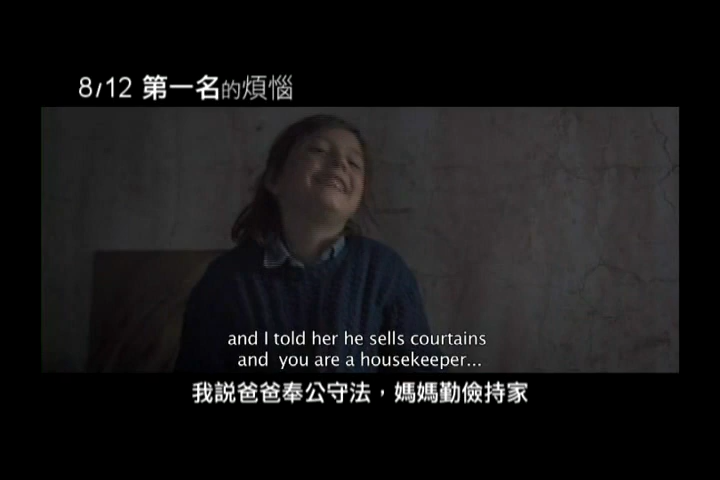 8/12 第一名的煩惱
and I told her he sells courtains
and you are a housekeeper...
我説爸爸奉公守法，媽媽勤儉持家